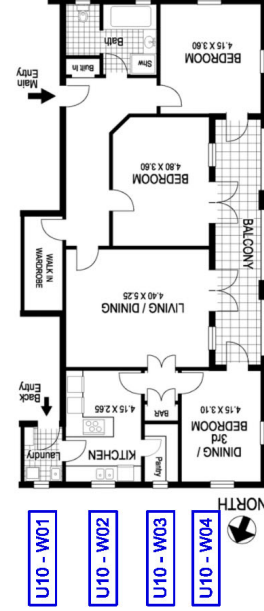 Bath
Shw
Built In
Main
Entry
BEDROOM
4.15 X 3.60
BEDROOM
4.80 X 3.60
BALCONY
WALK IN
WARDROBE
LIVING / DINING
4.40 X 5.25
Back
Entry
Laundry
KITCHEN
4.15 X 2.65
BAR
Pantry
DINING /
3rd
BEDROOM
4.15 X 3.10
NORTH
U10 - W01
U10 - W02
U10 - W03
U10 - W04